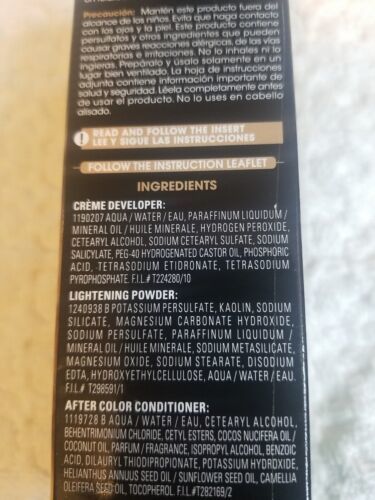 Precaución: Mantén este producto fuera del
alcance de los niños. Evita que haga contacto
con los ojos y la piel. Este producto contiene
persulfatos y otros ingredientes que pueden
causar graves reacciones alérgicas, de las vías
respiratorias e irritaciones. No lo inhales ni lo
ingieras. Prepáralo y úsalo solamente en un
lugar bien ventilado. La hoja de instrucciones
adjunta contiene información importante de
salud y seguridad. Léela completamente antes
de usar el producto. No lo uses en cabello
alisado.
READ AND FOLLOW THE INSERT
LEE Y SIGUE LAS INSTRUCCIONES
FOLLOW THE INSTRUCTION LEAFLET
INGREDIENTS
CRÈME DEVELOPER:
1190207 AQUA / WATER / EAU, PARAFFINUM LIQUIDUM /
MINERAL OIL / HUILE MINERALE, HYDROGEN PEROXIDE,
CETEARYL ALCOHOL, SODIUM CETEARYL SULFATE, SODIUM
SALICYLATE, PEG-40 HYDROGENATED CASTOR OIL, PHOSPHORIC
ACID, TETRASODIUM ETIDRONATE, TETRASODIUM
PYROPHOSPHATE. F.I.L.# T224280/10
LIGHTENING POWDER:
1240938 B POTASSIUM PERSULFATE, KAOLIN, SODIUM
SILICATE, MAGNESIUM CARBONATE HYDROXIDE,
SODIUM PERSULFATE, PARAFFINUM LIQUIDUM /
MINERAL OIL / HUILE MINERALE, SODIUM METASILICATE,
MAGNESIUM OXIDE, SODIUM STEARATE, DISODIUM
EDTA, HYDROXYETHYLCELLULOSE, AQUA / WATER / EAU.
F.I.L.# T298591/1
AFTER COLOR CONDITIONER:
1119728 B AQUA / WATER / EAU, CETEARYL ALCOHOL,
BEHENTRIMONIUM CHLORIDE, CETYL ESTERS, COCOS NUCIFERA OIL /
COCONUT OIL, PARFUM / FRAGRANCE, ISOPROPYL ALCOHOL, BENZOIC
ACID, DILAURYL THIODIPROPIONATE, POTASSIUM HYDROXIDE,
HELIANTHUS ANNUUS SEED OIL / SUNFLOWER SEED OIL, CAMELLIA
OLEIFERA SEED OIL, TOCOPHEROL. F.I.L.# T282169/2